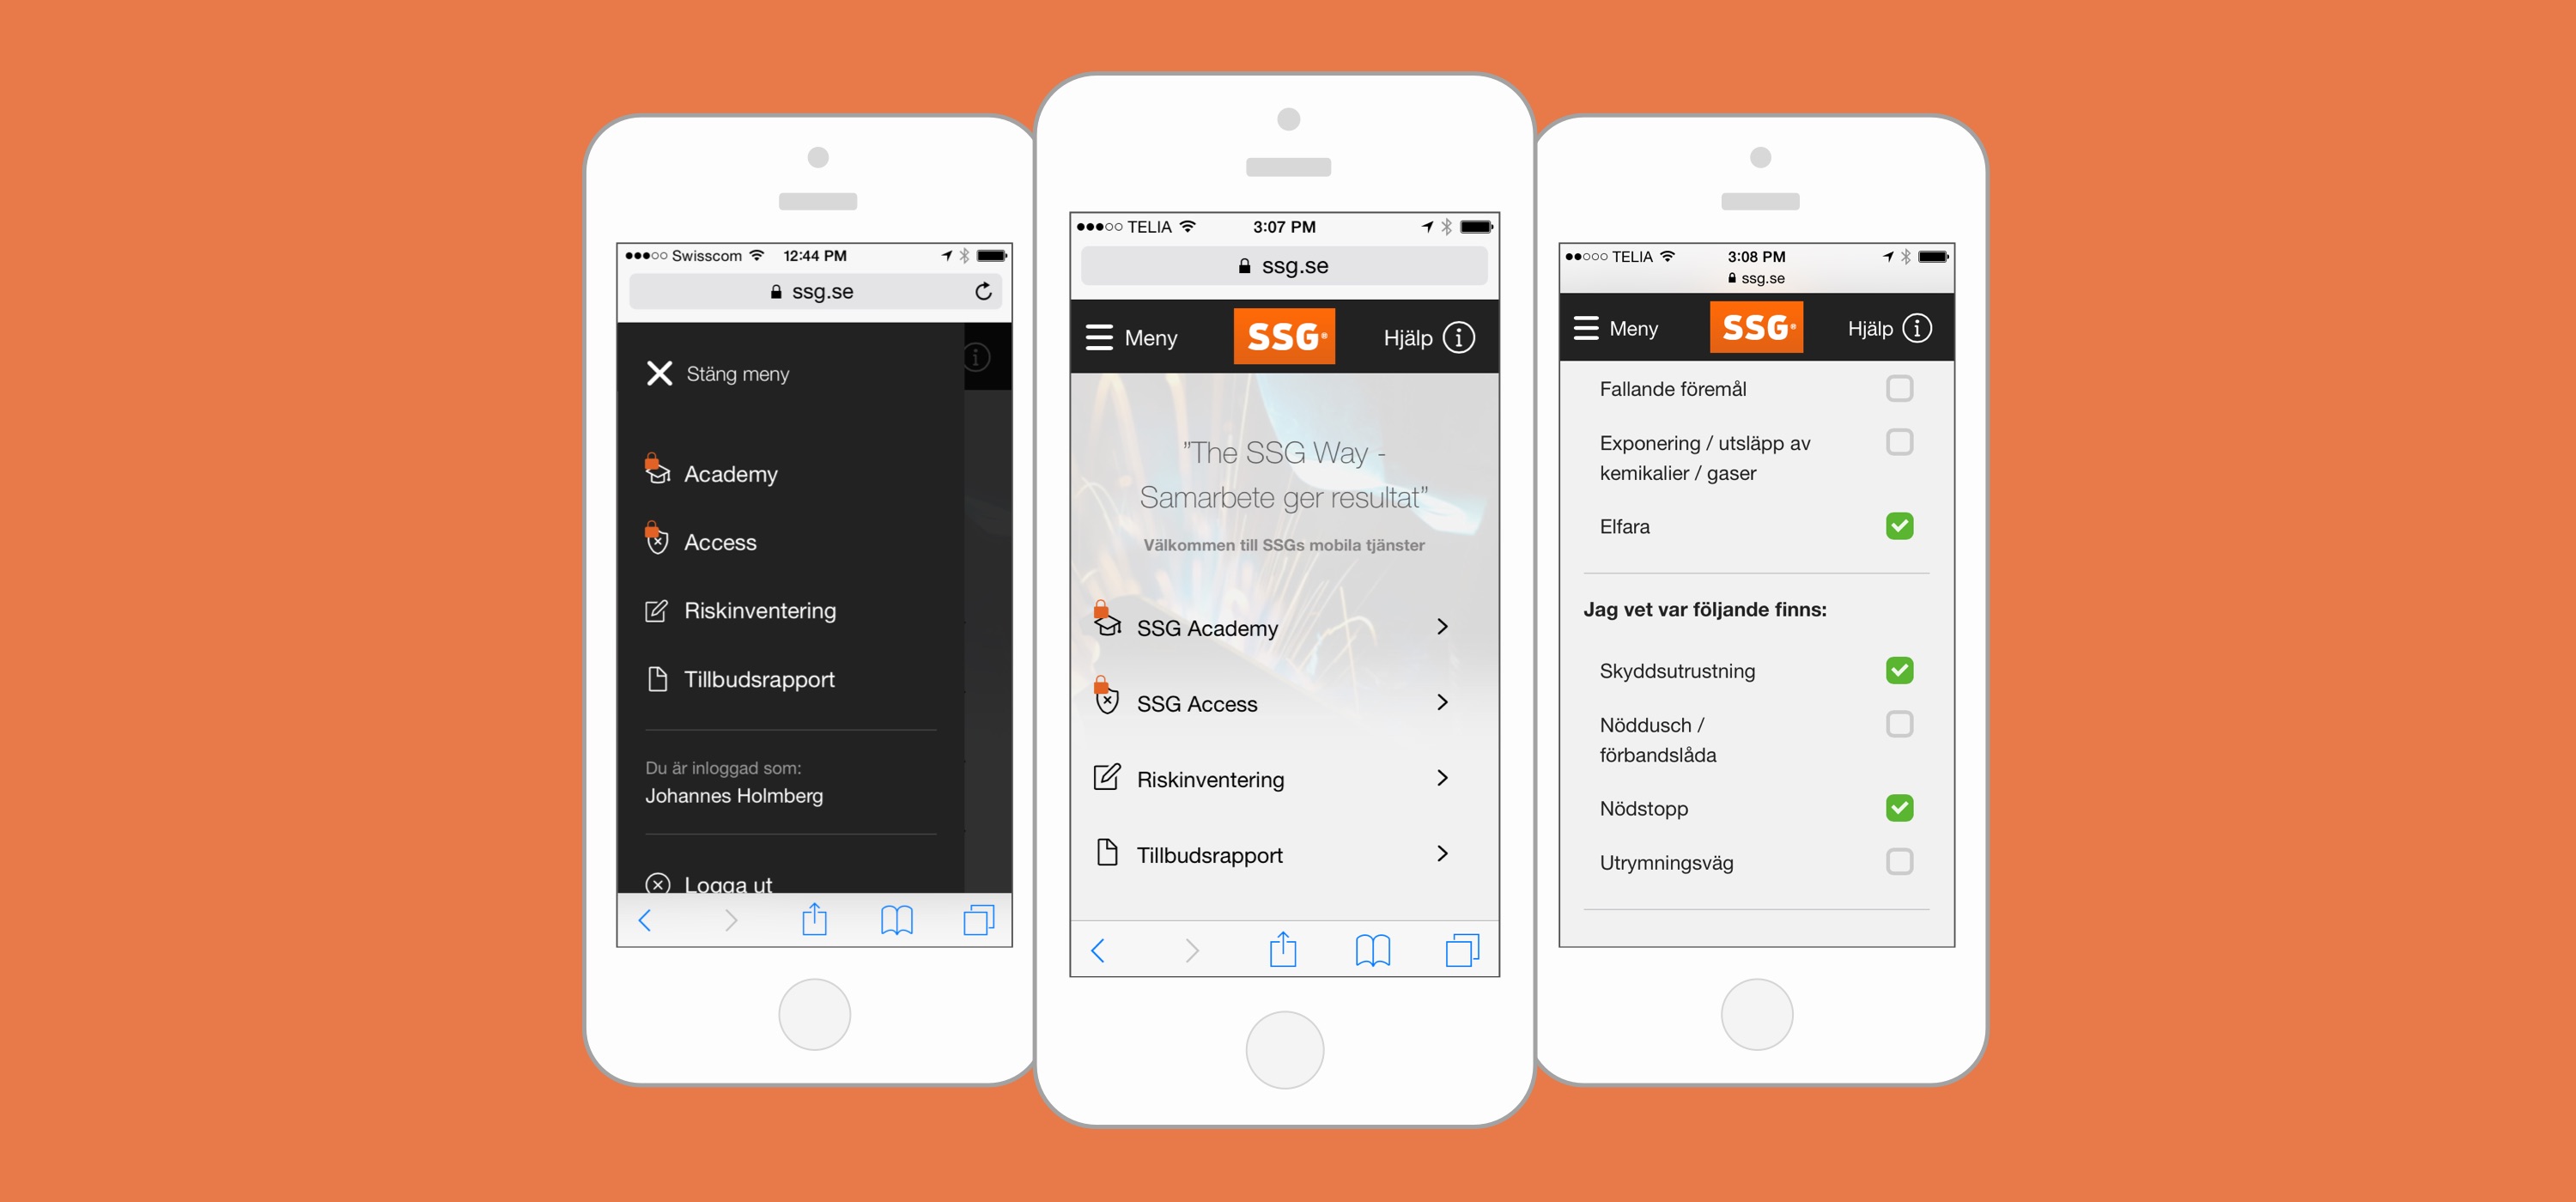 Swisscom 12:44 PM
ssg.se
Stäng meny
Academy
Access
Riskinventering
Tillbudsrapport
Du är inloggad som:
Johannes Holmberg
Logga ut
TELIA 3:07 PM
ssg.se
Meny SSG Hjälp
"The SSG Way -
Samarbete ger resultat"
Välkommen till SSGs mobila tjänster
SSG Academy
SSG Access
Riskinventering
Tillbudsrapport
TELIA 3:08 PM
ssg.se
Meny SSG Hjälp
Fallande föremål
Exponering / utsläpp av
kemikalier / gaser
Elfara
Jag vet var följande finns:
Skyddsutrustning
Nöddusch /
förbandslåda
Nödstopp
Utrymningsväg